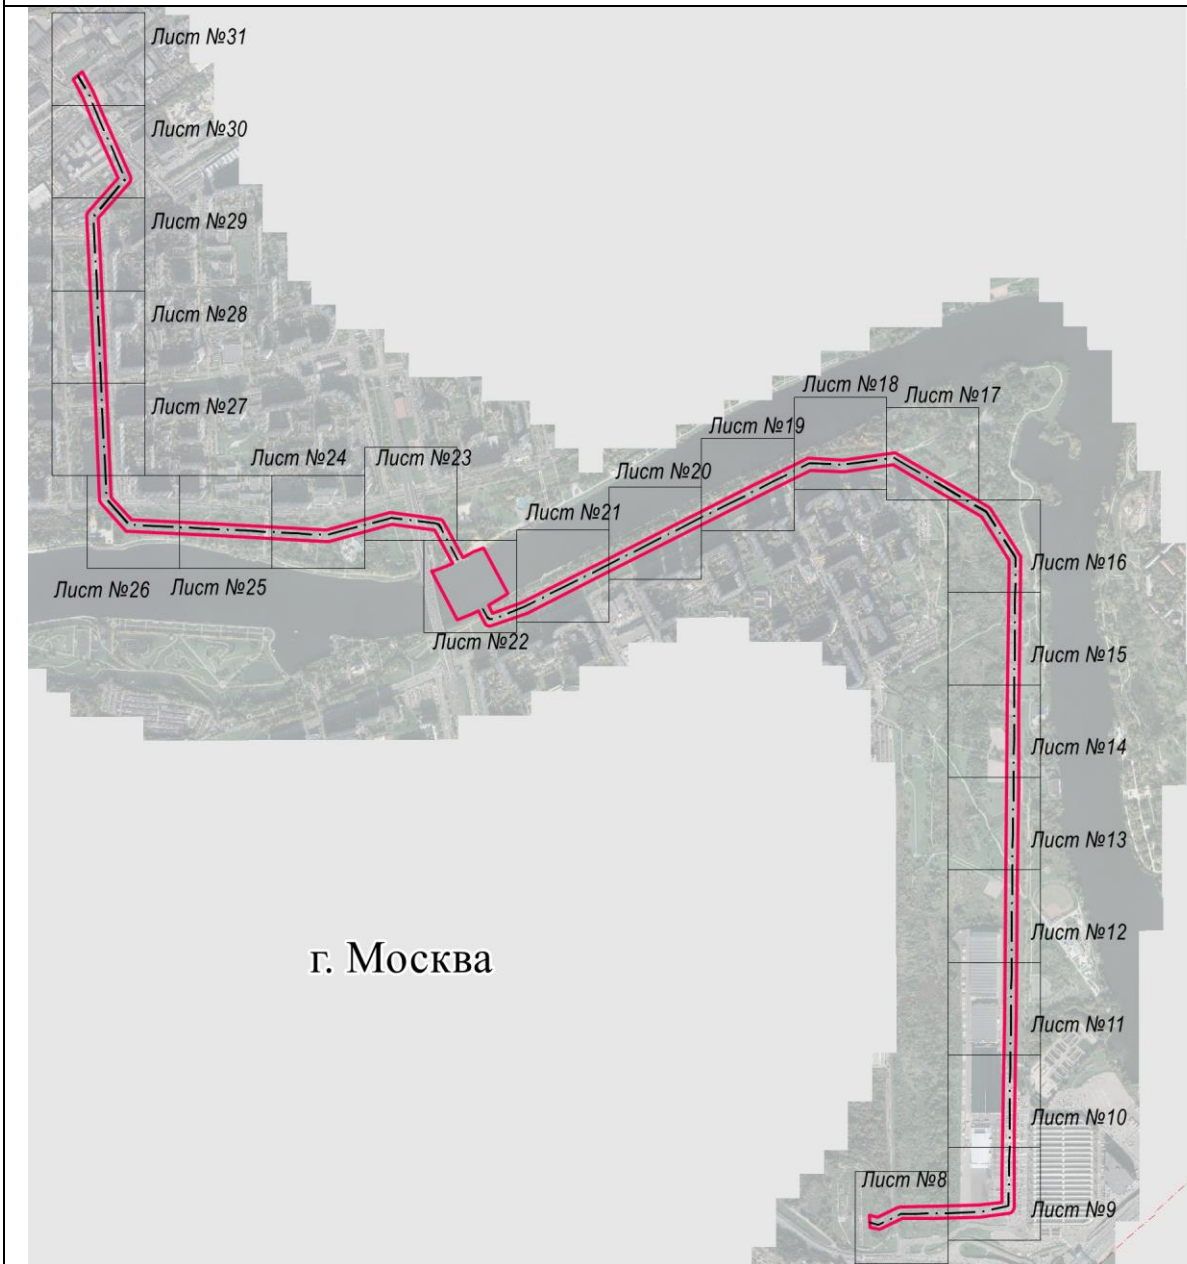 Лист №31
Лист №30
Лист №29
Лист №28
Лист №27
Лист №18
Лист №17
Лист №19
Лист №24
Лист №23
Лист №20
Лист №21
Лист №26
Лист №25
Лист №22
Лист №16
Лист №15
Лист №14
Лист №13
Лист №12
г. Москва
Лист №11
Лист №10
Лист №8
Лист №9